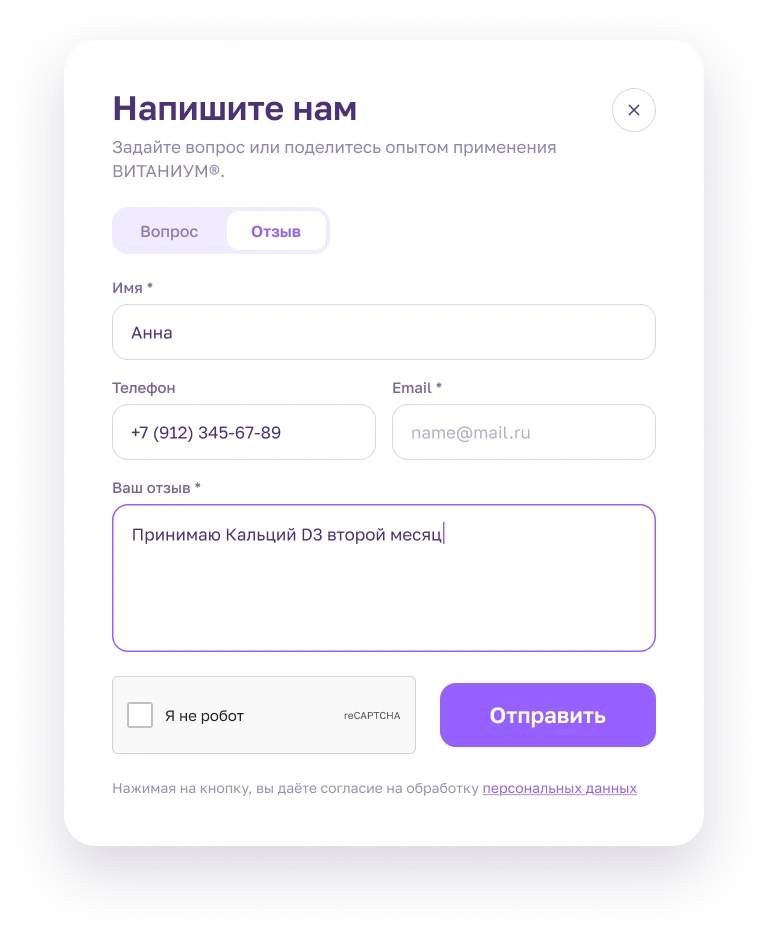 Напишите нам
Задайте вопрос или поделитесь опытом применения
ВИТАНИУМ®.
Вопрос
Отзыв
Имя *
Анна
Телефон
Email *
+7 (912) 345-67-89
name@mail.ru
Ваш отзыв *
Принимаю Кальций D3 второй месяц
Я не робот
reCAPTCHA
Отправить
Нажимая на кнопку, вы даёте согласие на обработку персональных данных